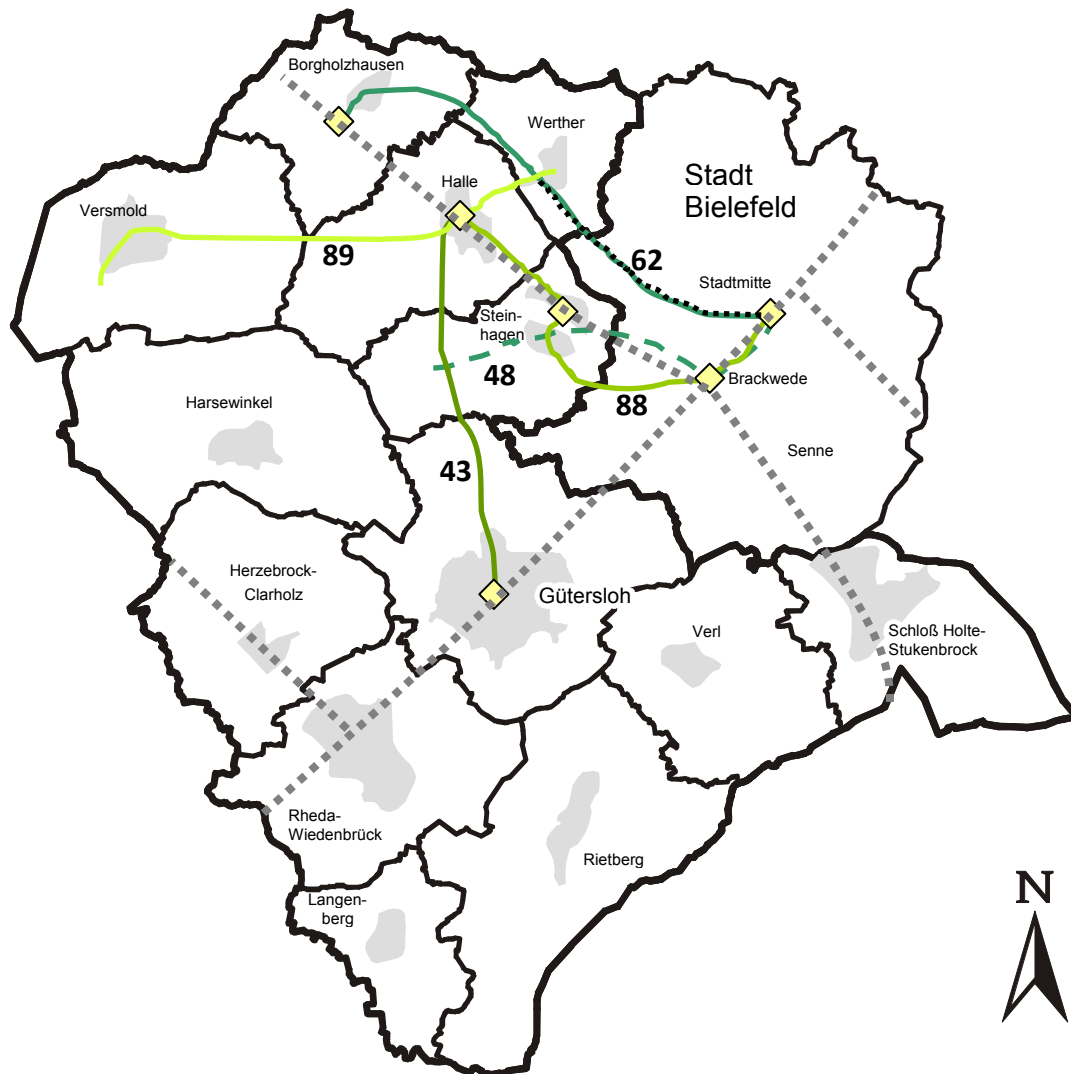 Borgholzhausen
Werther
Stadt
Bielefeld
Halle
Versmold
89
62
Stadtmitte
Stein-
hagen
48
Brackwede
88
Harsewinkel
Senne
43
Herzebrock-
Clarholz
Gütersloh
Verl
Schloß Holte-
Stukenbrock
Rheda-
Wiedenbrück
Rietberg
Langen-
berg
N